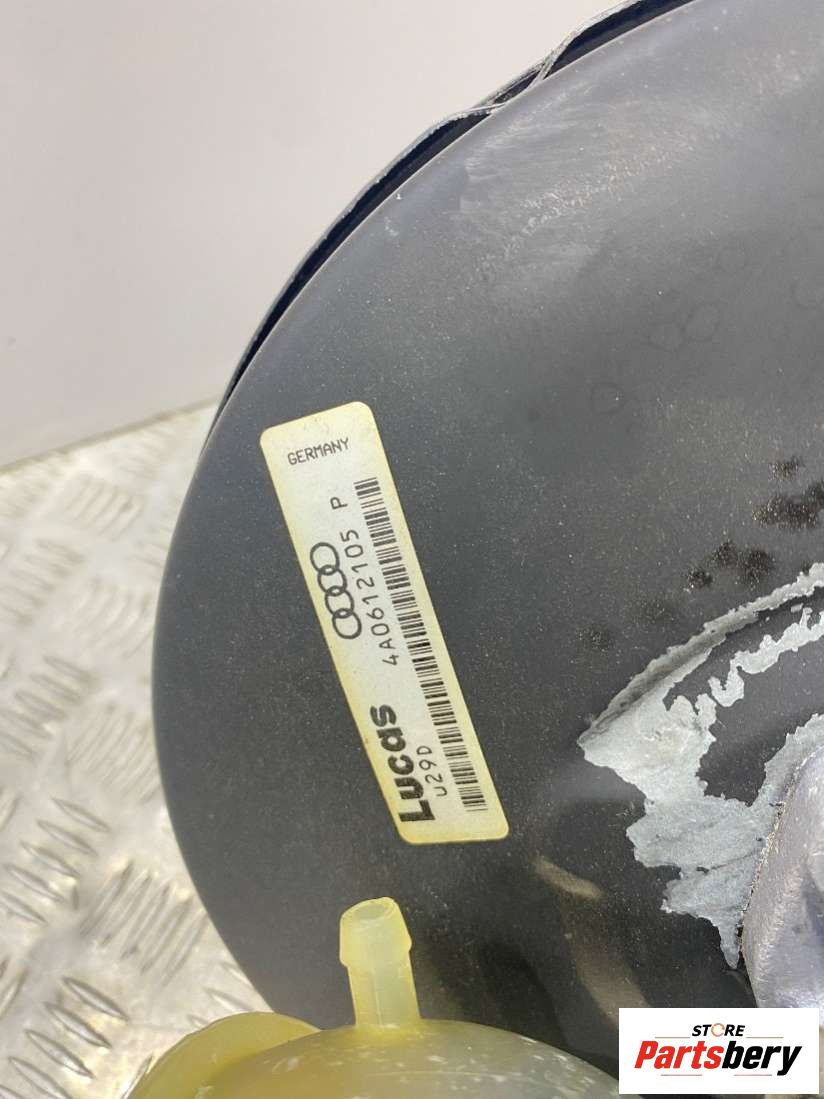 GERMANY
4A0612105 P
Lucas
U29D
STORE
Partsbery